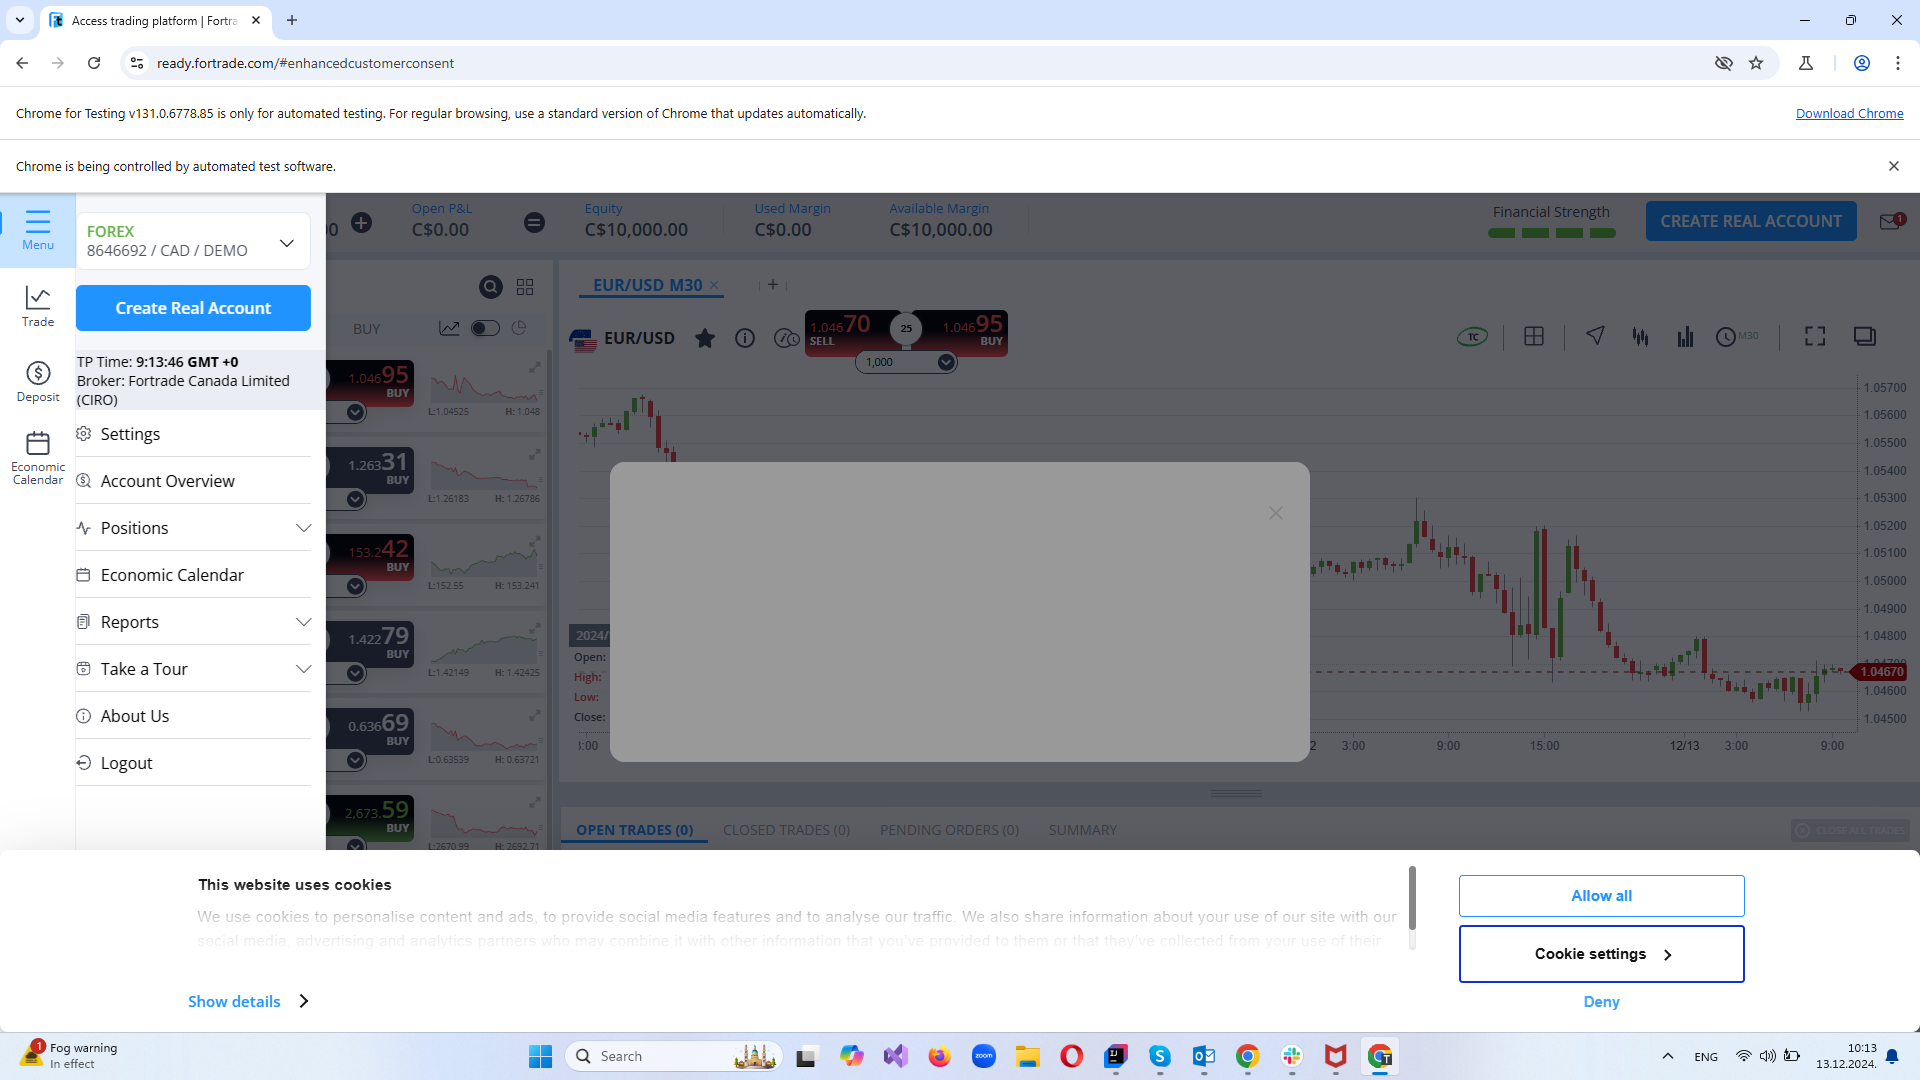 Access trading platform | Fortra
ready.fortrade.com/#enhancedcustomerconsent
Chrome for Testing v131.0.6778.85 is only for automated testing. For regular browsing, use a standard version of Chrome that updates automatically.
Download Chrome
Chrome is being controlled by automated test software.
Menu
Trade
Deposit
Economic
Calendar
FOREX
8646692 / CAD / DEMO
Create Real Account
TP Time: 9:13:46 GMT +0
Broker: Fortrade Canada Limited
(CIRO)
Settings
Account Overview
Positions
Economic Calendar
Reports
Take a Tour
About Us
Logout
Open P&L
C$0.00
Equity
C$10,000.00
Used Margin
C$0.00
Available Margin
C$10,000.00
Financial Strength
CREATE REAL ACCOUNT
1
BUY
1.04695
BUY
L:1.04525 H: 1.048
1.26331
BUY
L:1.26183 H: 1.26786
153.242
BUY
L:152.55 H: 153.241
1.42279
BUY
L:1.42149 H: 1.42425
0.63669
BUY
L:0.63539 H: 0.63721
2,673.59
BUY
L:2670.99 H: 2692.71
EUR/USD M30
EUR/USD
1.04670
SELL
25
1.04695
BUY
1,000
TC
M30
1.05700
1.05600
1.05500
1.05400
1.05300
1.05200
1.05100
1.05000
1.04900
1.04800
1.04670
1.04600
1.04500
2024/
Open:
High:
Low:
Close:
3:00
9:00
15:00
12/13
3:00
9:00
OPEN TRADES (0)
CLOSED TRADES (0)
PENDING ORDERS (0)
SUMMARY
CLOSE ALL TRADES
This website uses cookies
We use cookies to personalise content and ads, to provide social media features and to analyse our traffic. We also share information about your use of our site with our
social media, advertising and analytics partners who may combine it with other information that you've provided to them or that they've collected from your use of their
Show details
Allow all
Cookie settings
Deny
1
Fog warning
In effect
Search
zoom
ENG
10:13
13.12.2024.